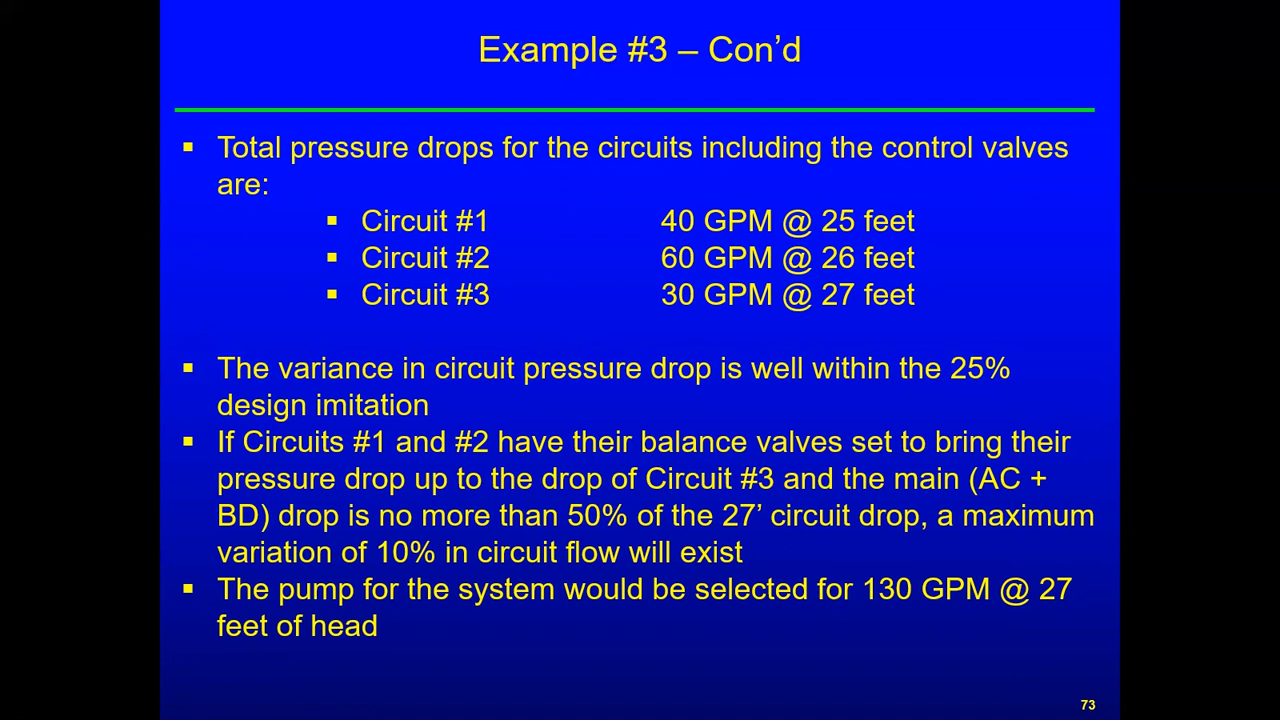 Example #3 – Con’d
▪ Total pressure drops for the circuits including the control valves
are:
▪ Circuit #1 40 GPM @ 25 feet
▪ Circuit #2 60 GPM @ 26 feet
▪ Circuit #3 30 GPM @ 27 feet
▪ The variance in circuit pressure drop is well within the 25%
design imitation
▪ If Circuits #1 and #2 have their balance valves set to bring their
pressure drop up to the drop of Circuit #3 and the main (AC +
BD) drop is no more than 50% of the 27’ circuit drop, a maximum
variation of 10% in circuit flow will exist
▪ The pump for the system would be selected for 130 GPM @ 27
feet of head
73